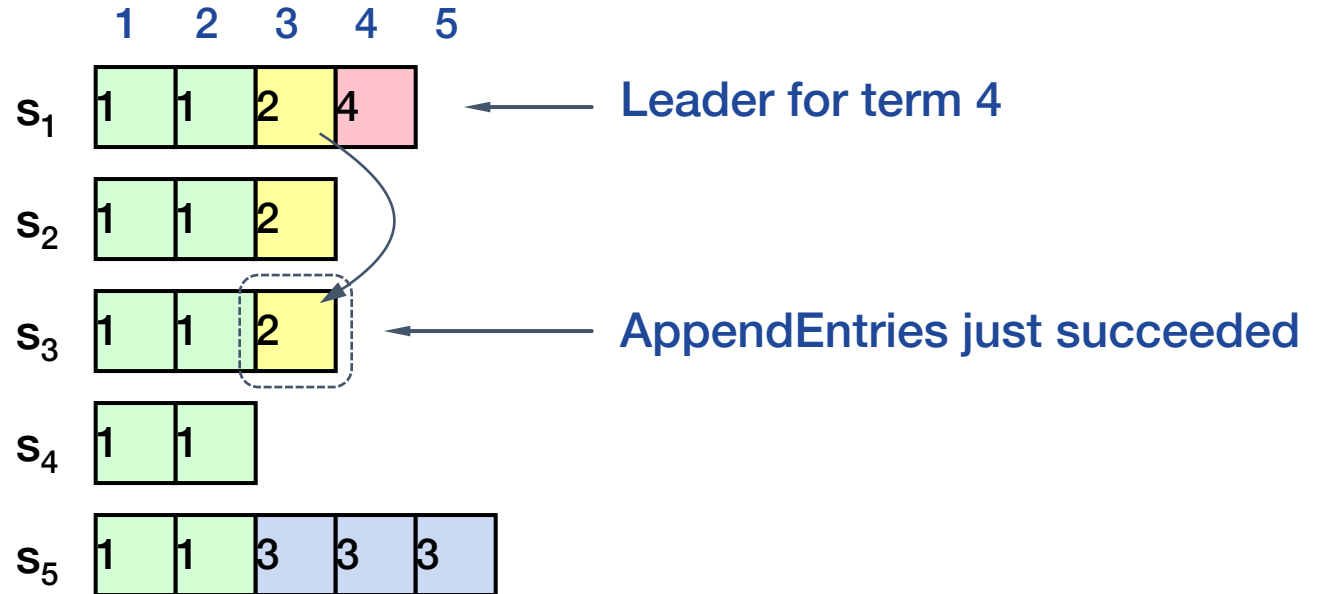 1 2 3 4 5
s1 1 1 2 4 Leader for term 4
s2 1 1 2
s3 1 1 2 AppendEntries just succeeded
s4 1 1
s5 1 1 3 3 3